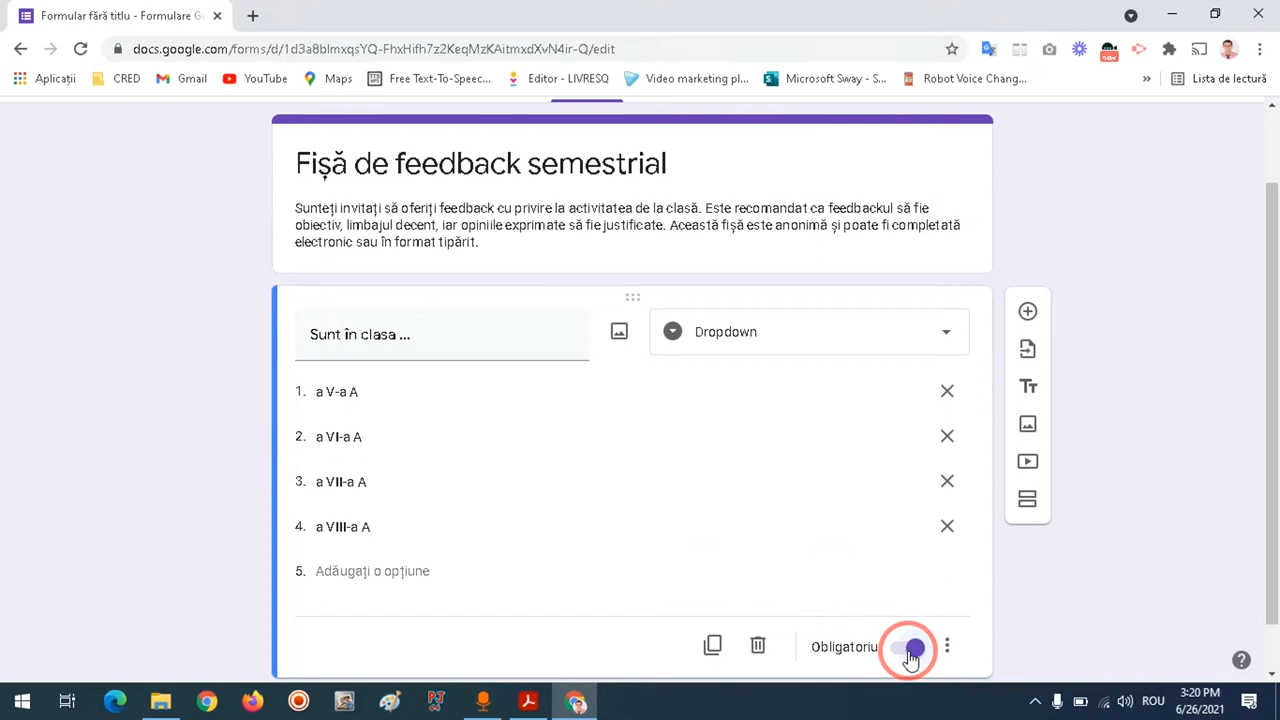 Formular fără titlu - Formulare G
docs.google.com/forms/d/1d3a8blmxqsYQ-FhxHifh7z2KeqMzKAitmxdXvN4ir-Q/edit
Aplicații CRED Gmail YouTube Maps Free Text-To-Speec... Editor - LIVRESQ Video marketing pl... Microsoft Sway - S... Robot Voice Chang... » Lista de lectură
new
Fișă de feedback semestrial
Sunteți invitați să oferiți feedback cu privire la activitatea de la clasă. Este recomandat ca feedbackul să fie
obiectiv, limbajul decent, iar opiniile exprimate să fie justificate. Această fișă este anonimă și poate fi completată
electronic sau în format tipărit.
Sunt în clasa ... Dropdown
1. a V-a A
2. a VI-a A
3. a VII-a A
4. a VIII-a A
5. Adăugați o opțiune
Obligatoriu
ROU 3:20 PM
6/26/2021